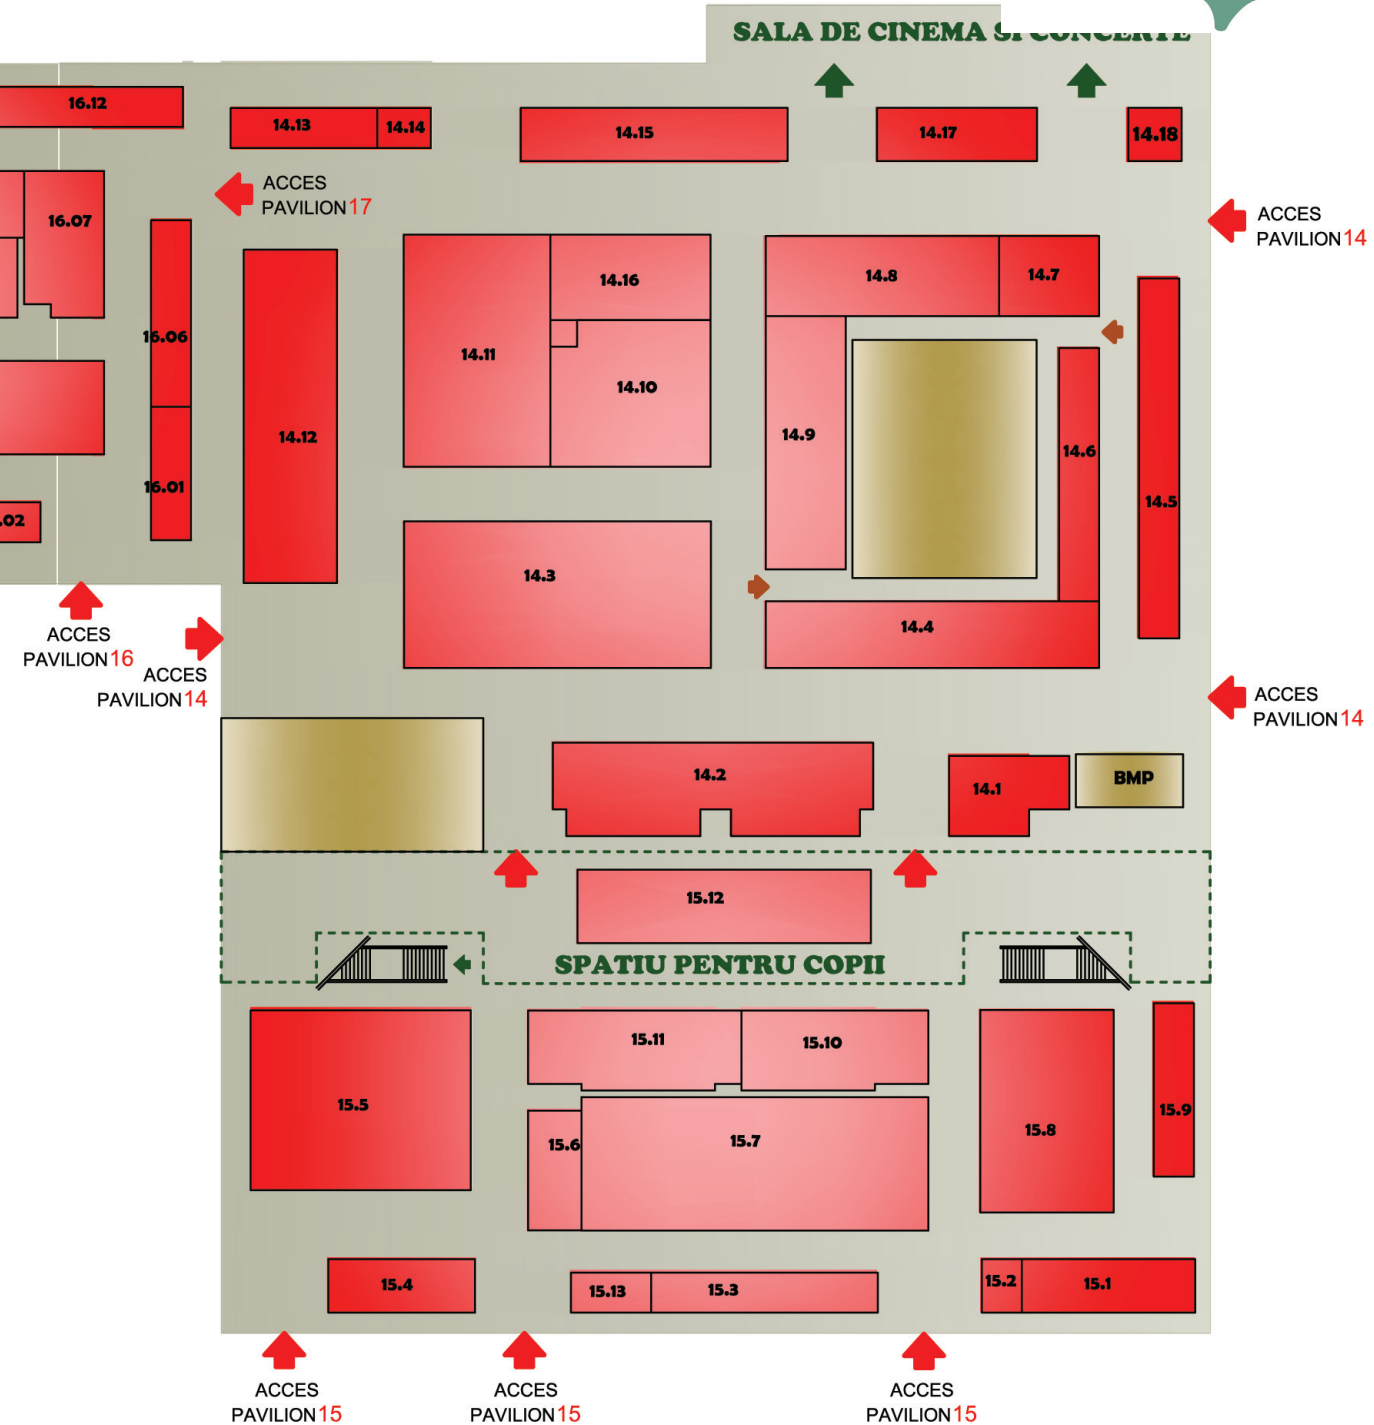 SALA DE CINEMA SI CONCERTE
16.12
14.13
14.14
14.15
14.17
14.18
ACCES
PAVILION 17
16.07
ACCES
PAVILION 14
14.16
14.8
14.7
16.06
14.11
14.10
14.12
14.9
14.6
14.5
16.01
.02
14.3
14.4
ACCES
PAVILION 16
ACCES
PAVILION 14
ACCES
PAVILION 14
14.2
14.1
BMP
15.12
SPATIU PENTRU COPII
15.11
15.10
15.5
15.6
15.7
15.8
15.9
15.4
15.13
15.3
15.2
15.1
ACCES
PAVILION 15
ACCES
PAVILION 15
ACCES
PAVILION 15